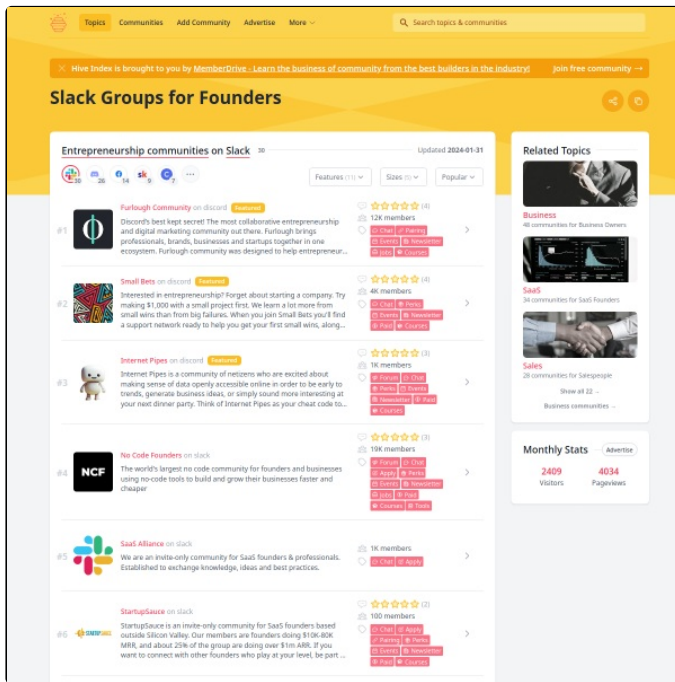 Topics Communities Add Community Advertise More
Search topics & communities
Hive Index is brought to you by MemberDrive - Learn the business of community from the best builders in the industry! Join free community →
Slack Groups for Founders
Entrepreneurship communities on Slack 30 Updated 2024-01-31
30 26 14 9 7
Features (11) Sizes (5) Popular
#1
Furlough Community on discord Featured
Discord's best kept secret! The most collaborative entrepreneurship
and digital marketing community out there. Furlough brings
professionals, brands, businesses and startups together in one
ecosystem. Furlough community was designed to help entrepreneur...
(4)
12K members
Chat Pairing
Events Newsletter
Jobs Courses
#2
Small Bets on discord Featured
Interested in entrepreneurship? Forget about starting a company. Try
making $1,000 with a small project first. We learn a lot more from
small wins than from big failures. When you join Small Bets you'll find
a support network ready to help you get your first small wins, along...
(4)
4K members
Chat Perks
Events Newsletter
Paid Courses
#3
Internet Pipes on discord Featured
Internet Pipes is a community of netizens who are excited about
making sense of data openly accessible online in order to be early to
trends, generate business ideas, or simply sound more interesting at
your next dinner party. Think of Internet Pipes as your cheat code to...
(3)
1K members
Forum Chat
Perks Events
Newsletter Paid
Courses
#4
NCF
No Code Founders on slack
The world's largest no code community for founders and businesses
using no-code tools to build and grow their businesses faster and
cheaper
(3)
19K members
Forum Chat
Apply Perks
Events Newsletter
Jobs Paid
Courses Tools
#5
SaaS Alliance on slack
We are an invite-only community for SaaS founders & professionals.
Established to exchange knowledge, ideas and best practices.
1K members
Chat Apply
#6
STARTUPSAUCE
StartupSauce on slack
StartupSauce is an invite-only community for SaaS founders based
outside Silicon Valley. Our members are founders doing $10K-80K
MRR, and about 25% of the group are doing over $1m ARR. If you
want to connect with other founders who play at your level, be part ...
(2)
100 members
Chat Apply
Pairing Perks
Events Newsletter
Paid Courses
Related Topics
Business
48 communities for Business Owners
SaaS
34 communities for SaaS Founders
Sales
28 communities for Salespeople
Show all 22
Business communities
Monthly Stats Advertise
2409 4034
Visitors Pageviews